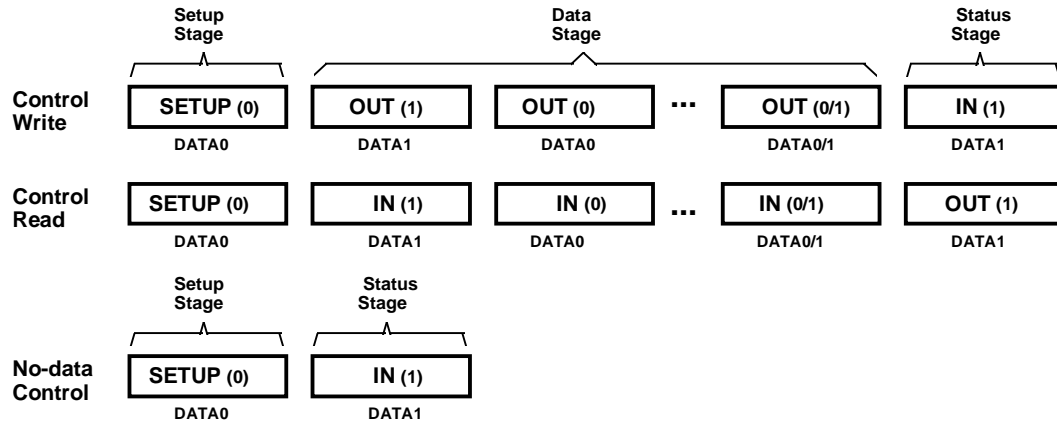 Setup
Stage
Data
Stage
Status
Stage
Control
Write
SETUP (0)
OUT (1)
OUT (0)
...
OUT (0/1)
IN (1)
DATA0
DATA1
DATA0
DATA0/1
DATA1
Control
Read
SETUP (0)
IN (1)
IN (0)
...
IN (0/1)
OUT (1)
DATA0
DATA1
DATA0
DATA0/1
DATA1
Setup
Stage
Status
Stage
No-data
Control
SETUP (0)
IN (1)
DATA0
DATA1